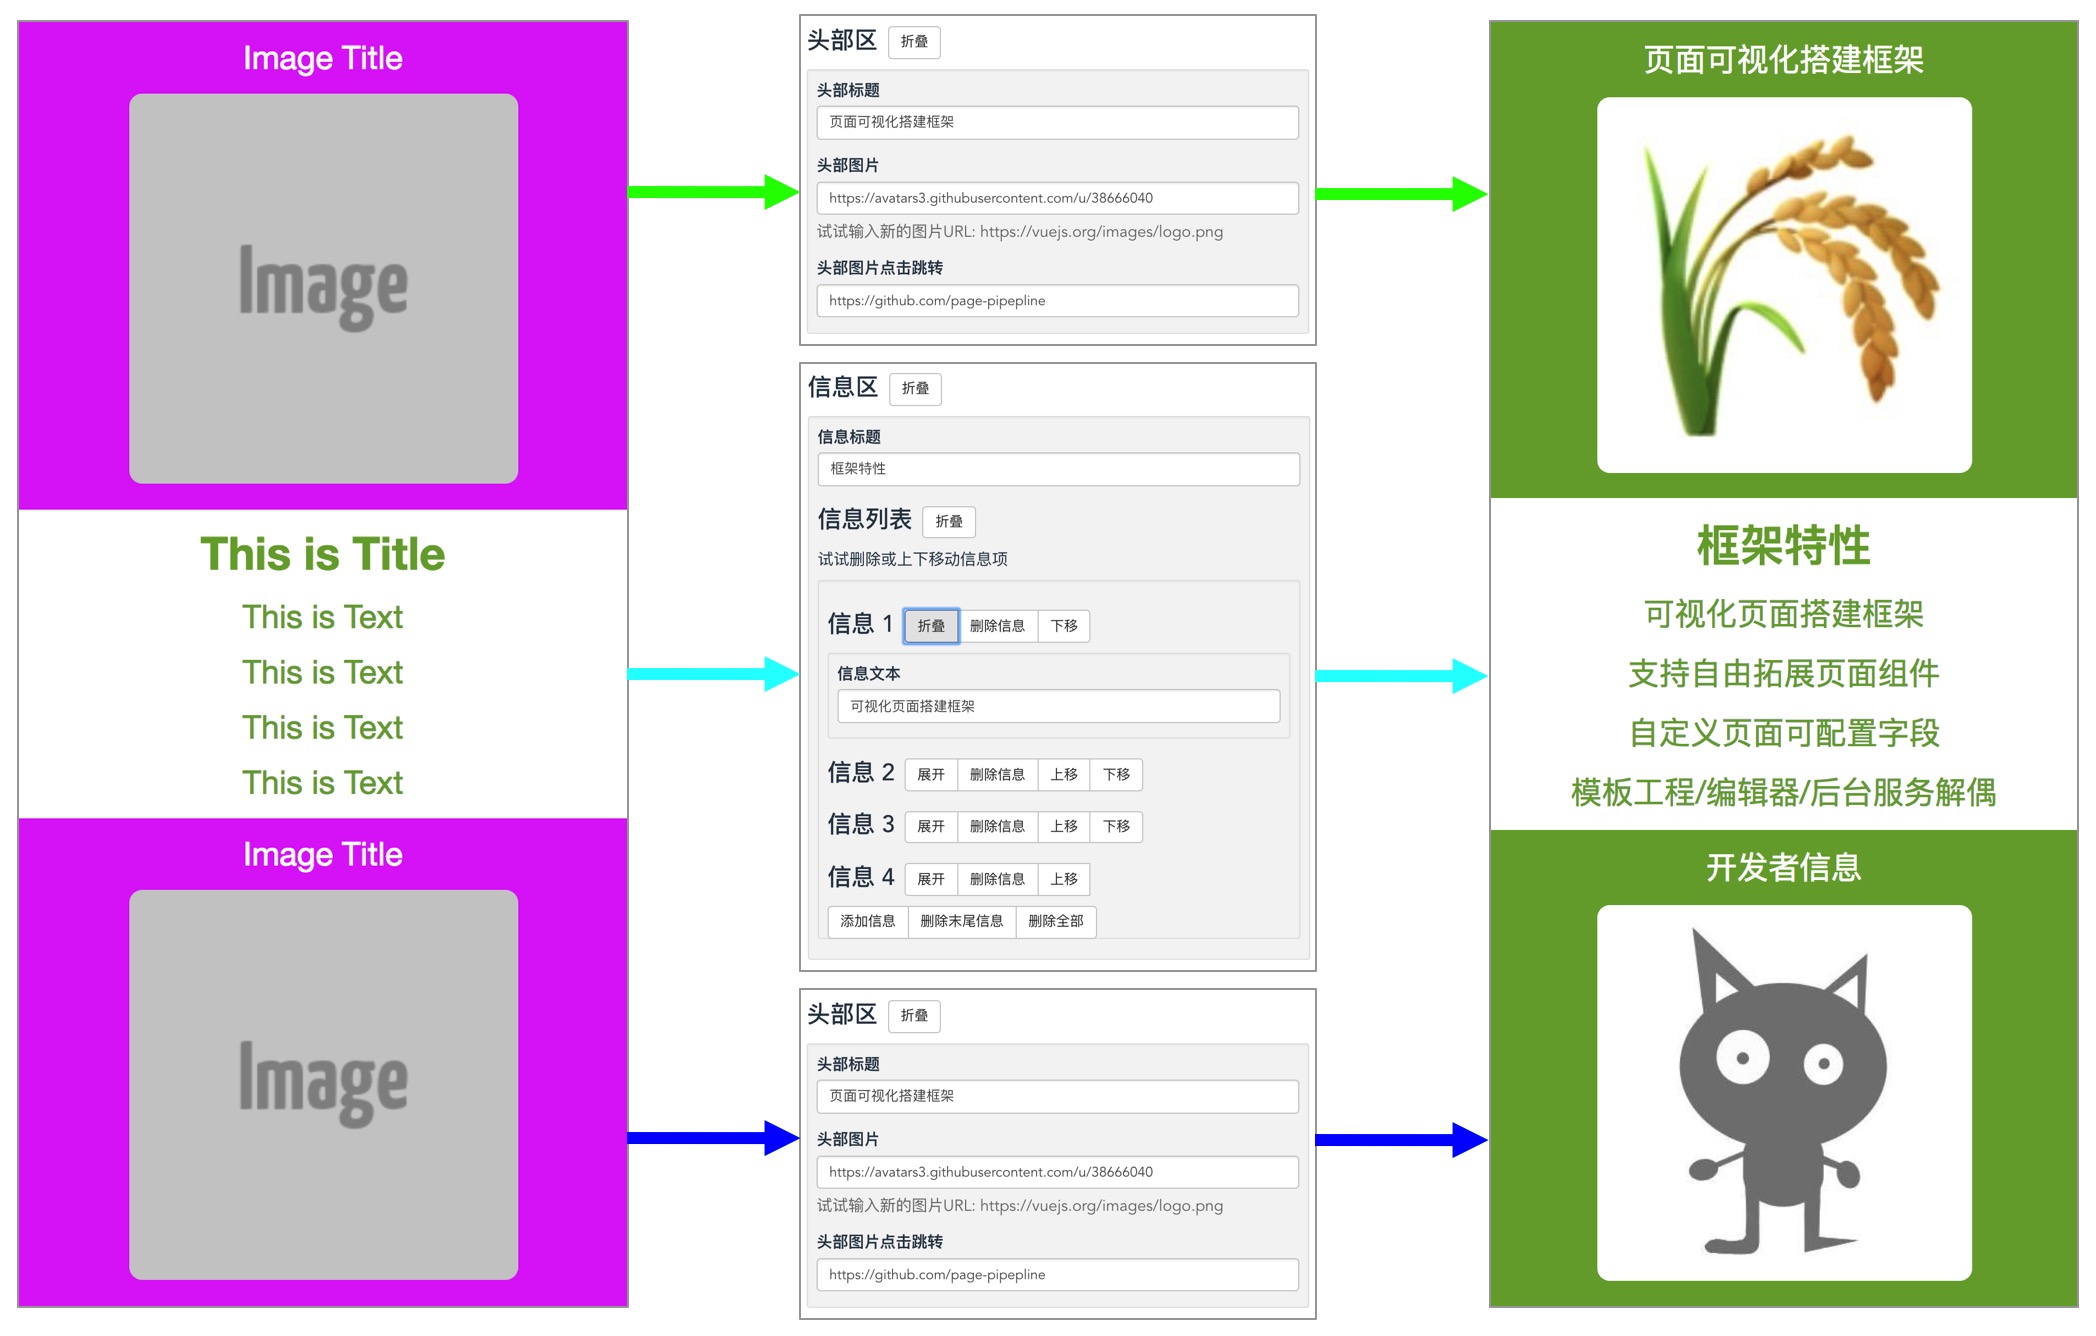 Image Title
Image
This is Title
This is Text
This is Text
This is Text
This is Text
Image Title
Image
头部区 折叠
头部标题
页面可视化搭建框架
头部图片
https://avatars3.githubusercontent.com/u/38666040
试试输入新的图片URL: https://vuejs.org/images/logo.png
头部图片点击跳转
https://github.com/page-pipepline
信息区 折叠
信息标题
框架特性
信息列表 折叠
试试删除或上下移动信息项
信息 1 折叠 删除信息 下移
信息文本
可视化页面搭建框架
信息 2 展开 删除信息 上移 下移
信息 3 展开 删除信息 上移 下移
信息 4 展开 删除信息 上移
添加信息 删除末尾信息 删除全部
头部区 折叠
头部标题
页面可视化搭建框架
头部图片
https://avatars3.githubusercontent.com/u/38666040
试试输入新的图片URL: https://vuejs.org/images/logo.png
头部图片点击跳转
https://github.com/page-pipepline
页面可视化搭建框架
框架特性
可视化页面搭建框架
支持自由拓展页面组件
自定义页面可配置字段
模板工程/编辑器/后台服务解偶
开发者信息